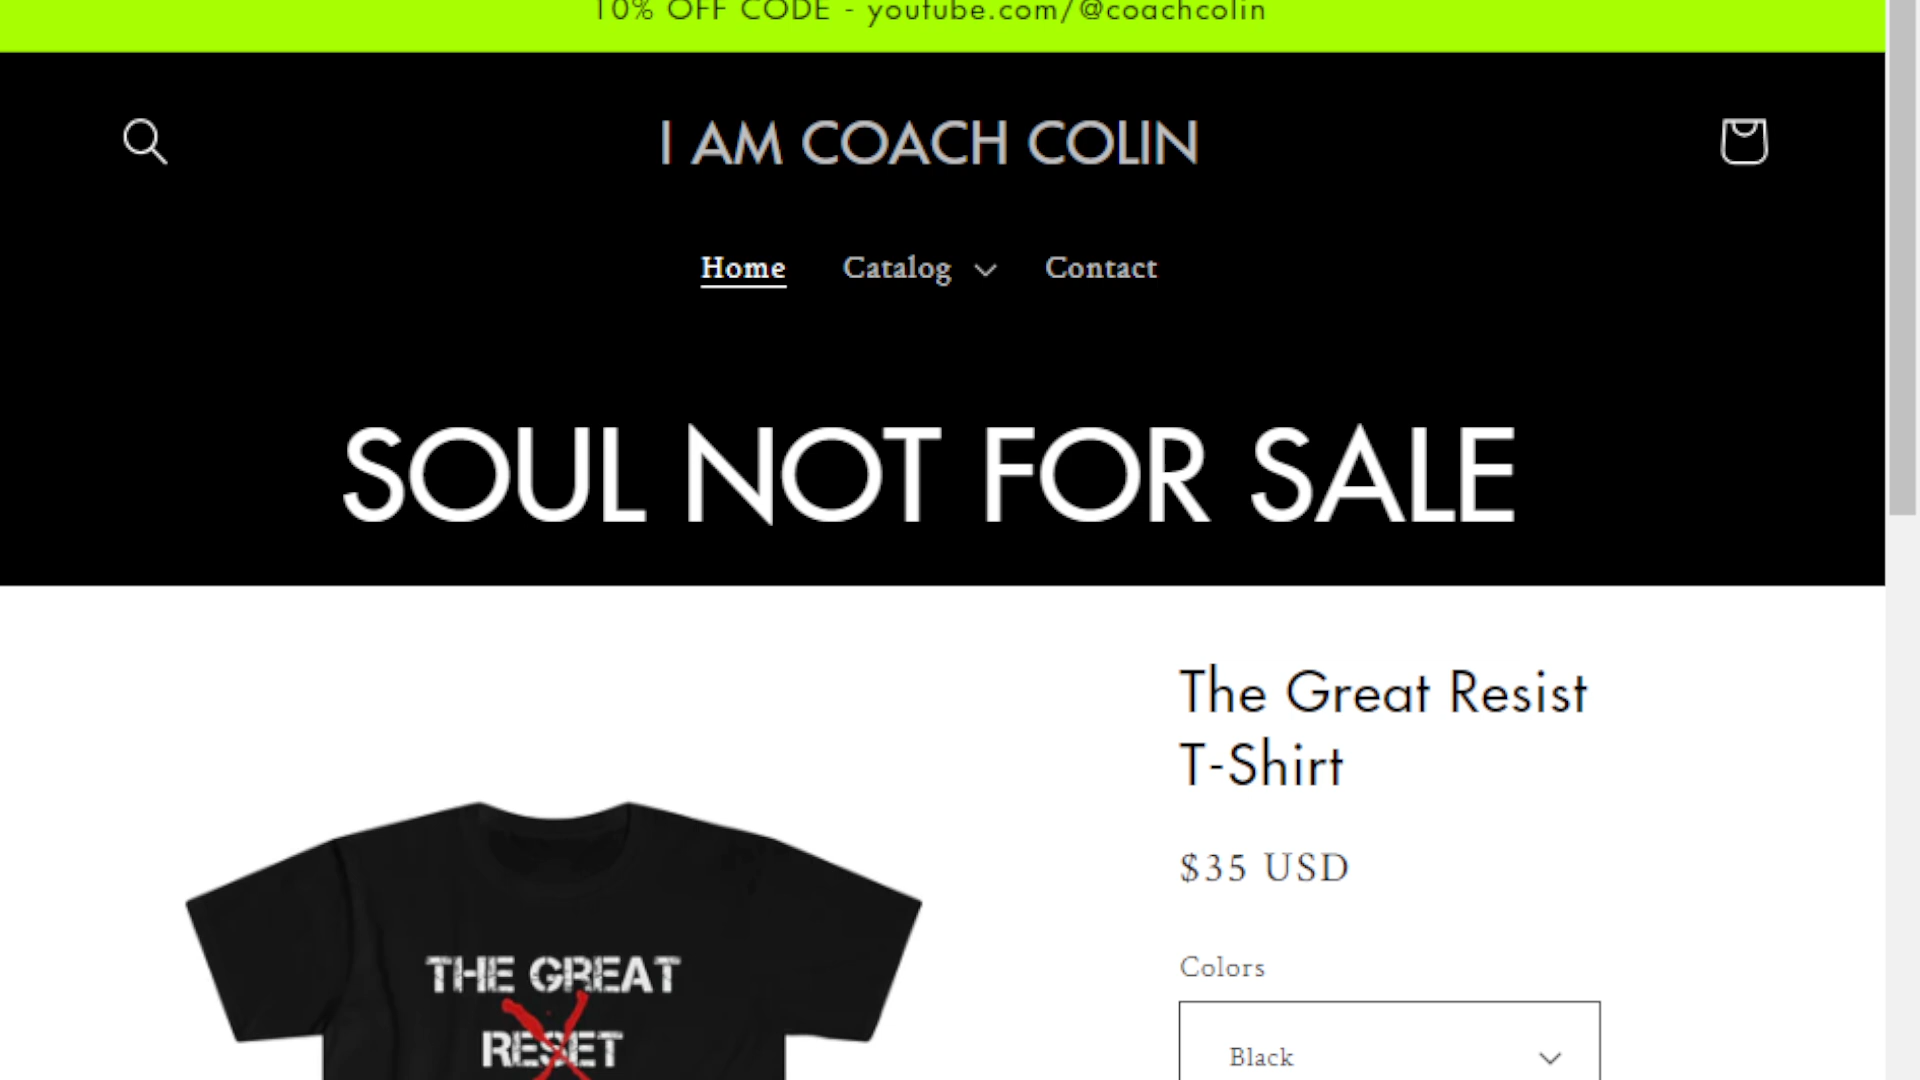 10% OFF CODE - youtube.com/@coachcolin
I AM COACH COLIN
Home Catalog Contact
SOUL NOT FOR SALE
The Great Resist
T-Shirt
$35 USD
Colors
Black
THE GREAT
RESET